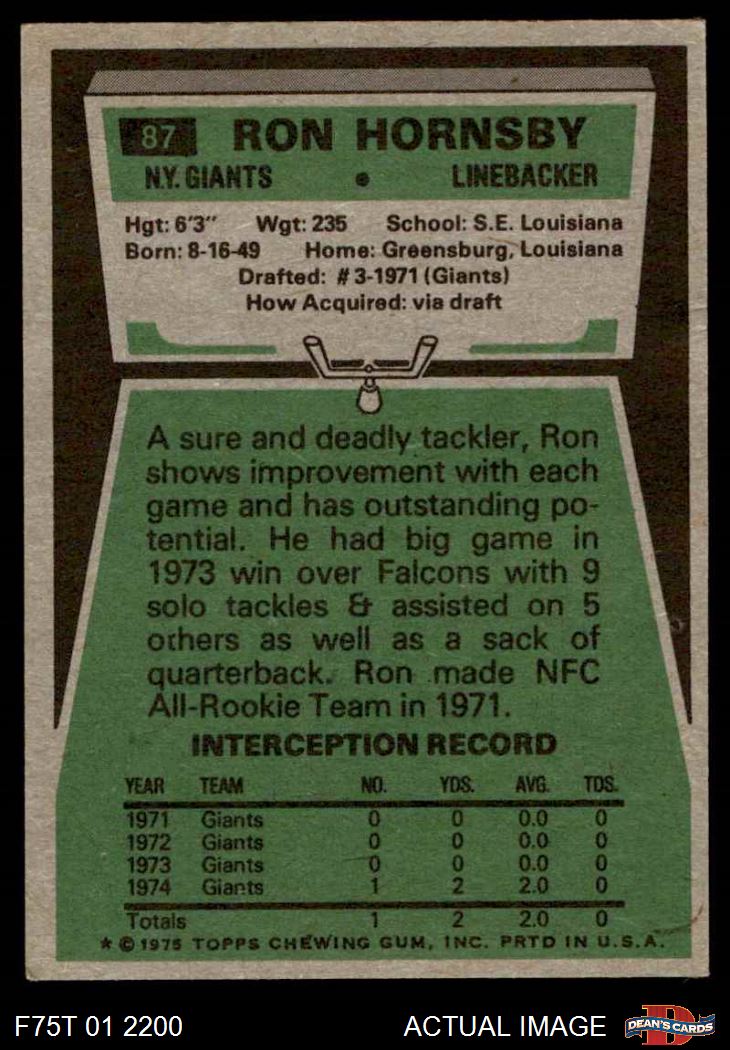 87 RON HORNSBY
N.Y. GIANTS • LINEBACKER
Hgt: 6'3" Wgt: 235 School: S.E. Louisiana
Born: 8-16-49 Home: Greensburg, Louisiana
Drafted: #3-1971 (Giants)
How Acquired: via draft
A sure and deadly tackler, Ron
shows improvement with each
game and has outstanding po-
tential. He had big game in
1973 win over Falcons with 9
solo tackles & assisted on 5
others as well as a sack of
quarterback. Ron made NFC
All-Rookie Team in 1971.
INTERCEPTION RECORD
YEAR TEAM NO. YDS. AVG. TDS.
1971 Giants 0 0 0.0 0
1972 Giants 0 0 0.0 0
1973 Giants 0 0 0.0 0
1974 Giants 1 2 2.0 0
Totals 1 2 2.0 0
* © 1975 TOPPS CHEWING GUM, INC. PRTD IN U.S.A.
F75T 01 2200 ACTUAL IMAGE D DEAN'S CARDS